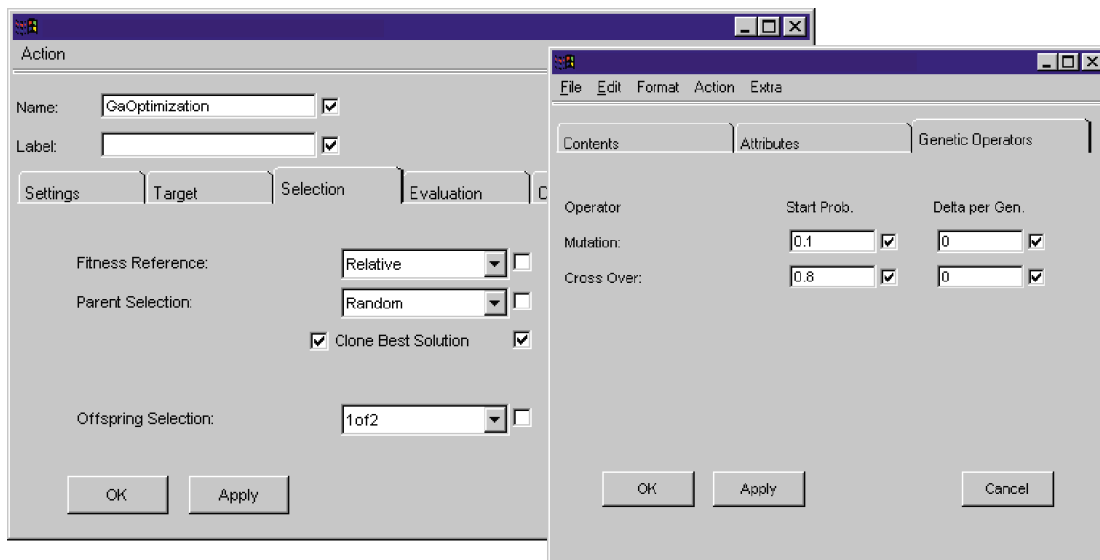 Action
Name: GaOptimization
Label:
Settings Target Selection Evaluation
Fitness Reference: Relative
Parent Selection: Random
Clone Best Solution
Offspring Selection: 1of2
OK Apply
File Edit Format Action Extra
Contents Attributes Genetic Operators
Operator Start Prob. Delta per Gen.
Mutation: 0.1 0
Cross Over: 0.8 0
OK Apply Cancel